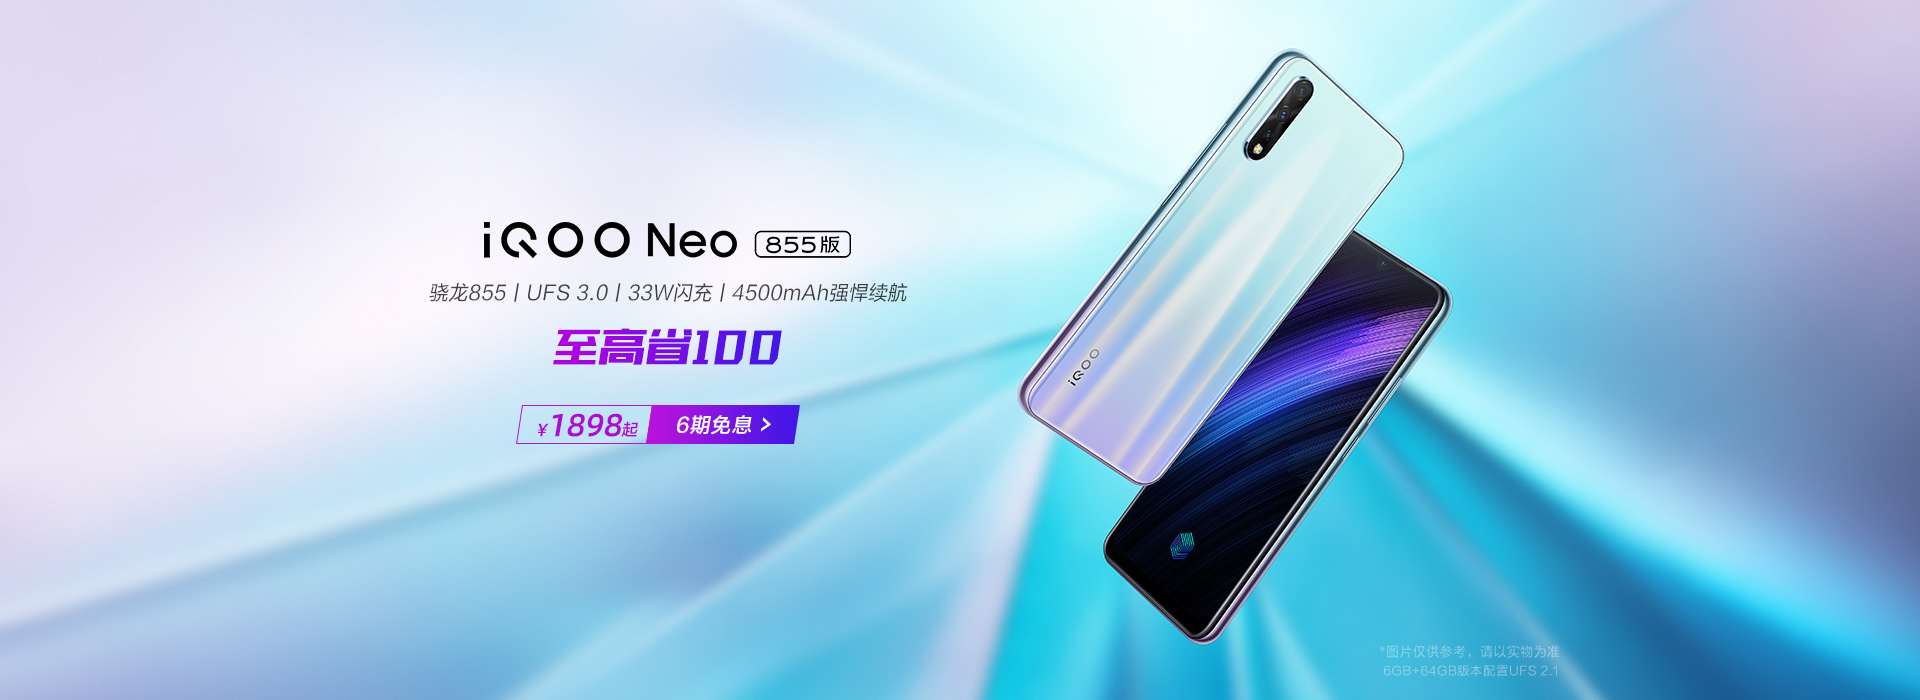 iQOO Neo 855版
骁龙855 | UFS 3.0 | 33W闪充 | 4500mAh强悍续航
至高省100
¥1898起 6期免息 >
iQOO
*图片仅供参考，请以实物为准
6GB+64GB版本配置UFS 2.1